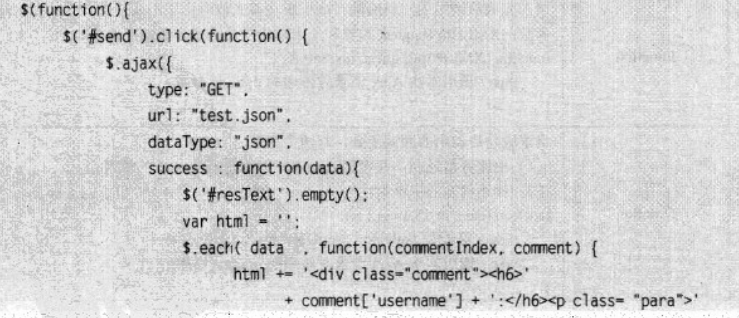 $(function(){
$('#send').click(function() {
$.ajax({
type: "GET",
url: "test.json",
dataType: "json",
success : function(data){
$('#resText').empty();
var html = '';
$.each( data , function(commentIndex, comment) {
html += '<div class="comment"><h6>'
+ comment['username'] + ':</h6><p class= "para">'